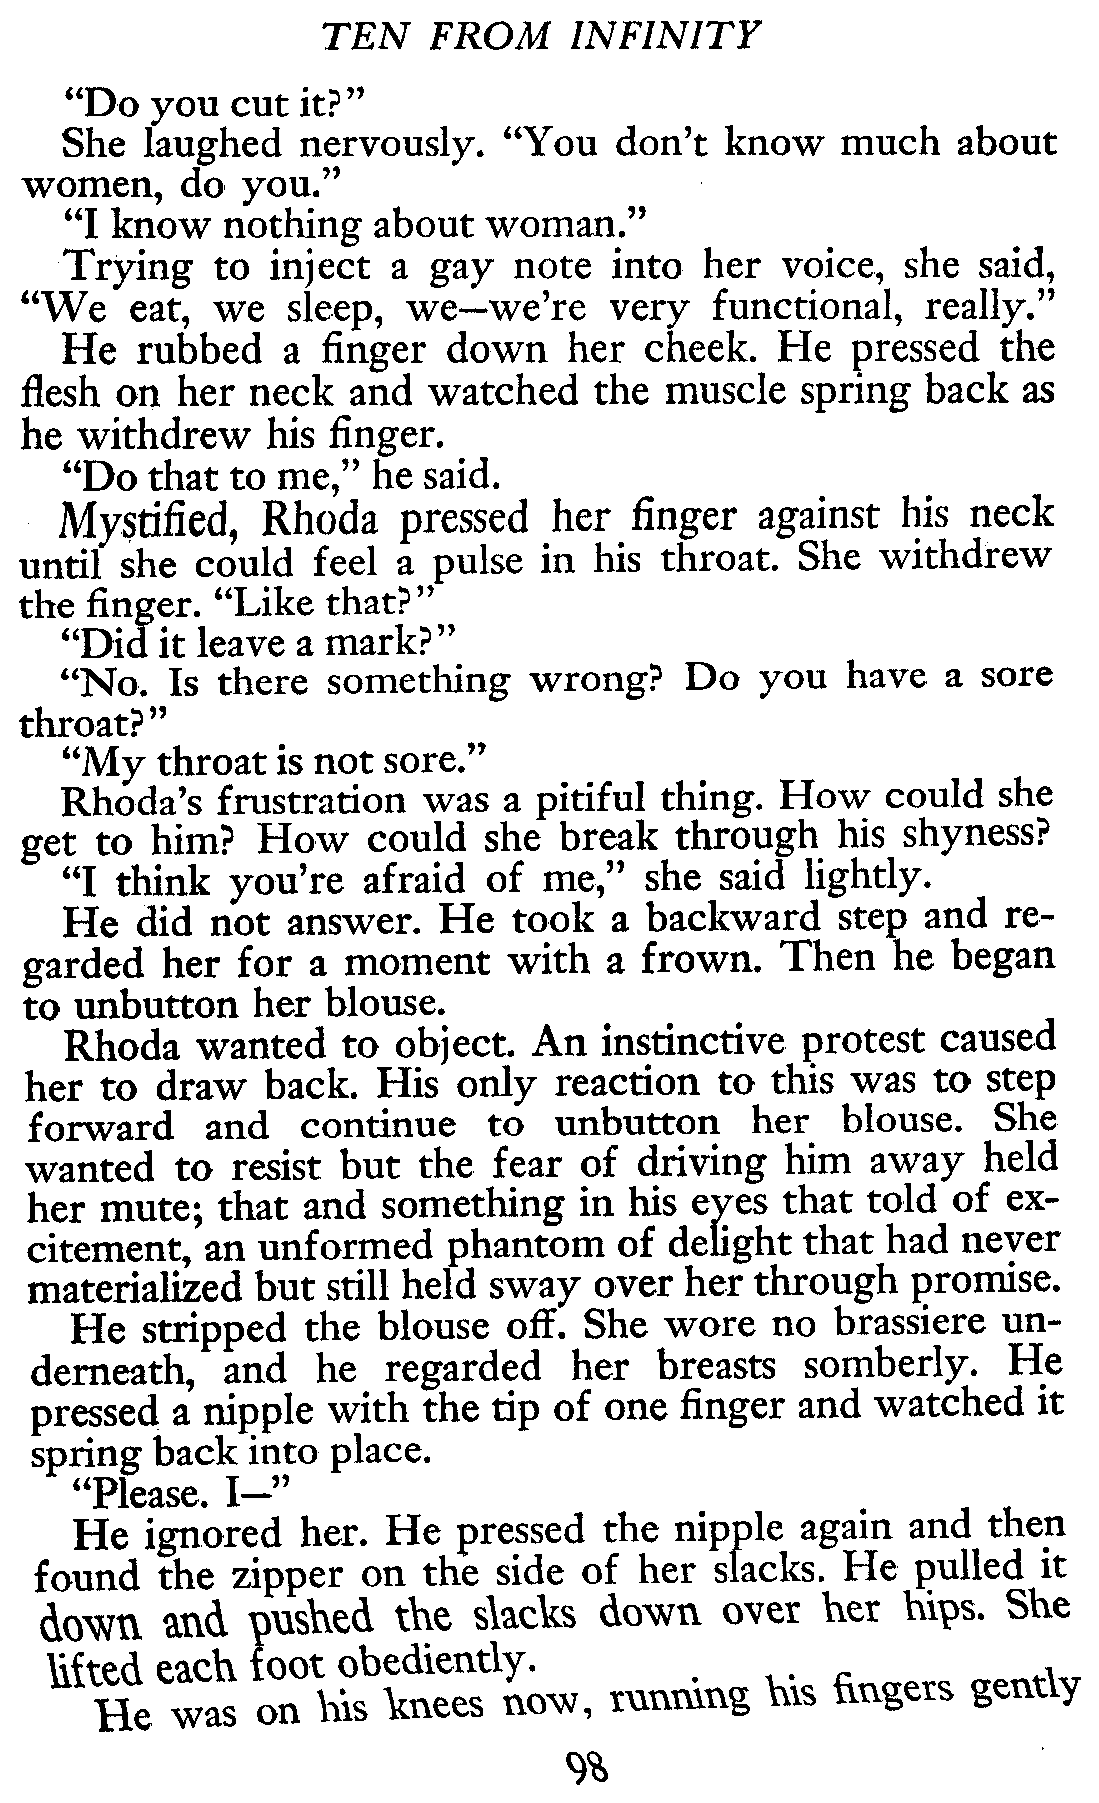 TEN FROM INFINITY
“Do you cut it?”
She laughed nervously. “You don’t know much about
women, do you.”
“I know nothing about woman.”
Trying to inject a gay note into her voice, she said,
“We eat, we sleep, we—we’re very functional, really.”
He rubbed a finger down her cheek. He pressed the
flesh on her neck and watched the muscle spring back as
he withdrew his finger.
“Do that to me,” he said.
Mystified, Rhoda pressed her finger against his neck
until she could feel a pulse in his throat. She withdrew
the finger. “Like that?”
“Did it leave a mark?”
“No. Is there something wrong? Do you have a sore
throat?”
“My throat is not sore.”
Rhoda’s frustration was a pitiful thing. How could she
get to him? How could she break through his shyness?
“I think you’re afraid of me,” she said lightly.
He did not answer. He took a backward step and re-
garded her for a moment with a frown. Then he began
to unbutton her blouse.
Rhoda wanted to object. An instinctive protest caused
her to draw back. His only reaction to this was to step
forward and continue to unbutton her blouse. She
wanted to resist but the fear of driving him away held
her mute; that and something in his eyes that told of ex-
citement, an unformed phantom of delight that had never
materialized but still held sway over her through promise.
He stripped the blouse off. She wore no brassiere un-
derneath, and he regarded her breasts somberly. He
pressed a nipple with the tip of one finger and watched it
spring back into place.
“Please. I—”
He ignored her. He pressed the nipple again and then
found the zipper on the side of her slacks. He pulled it
down and pushed the slacks down over her hips. She
lifted each foot obediently.
He was on his knees now, running his fingers gently
98